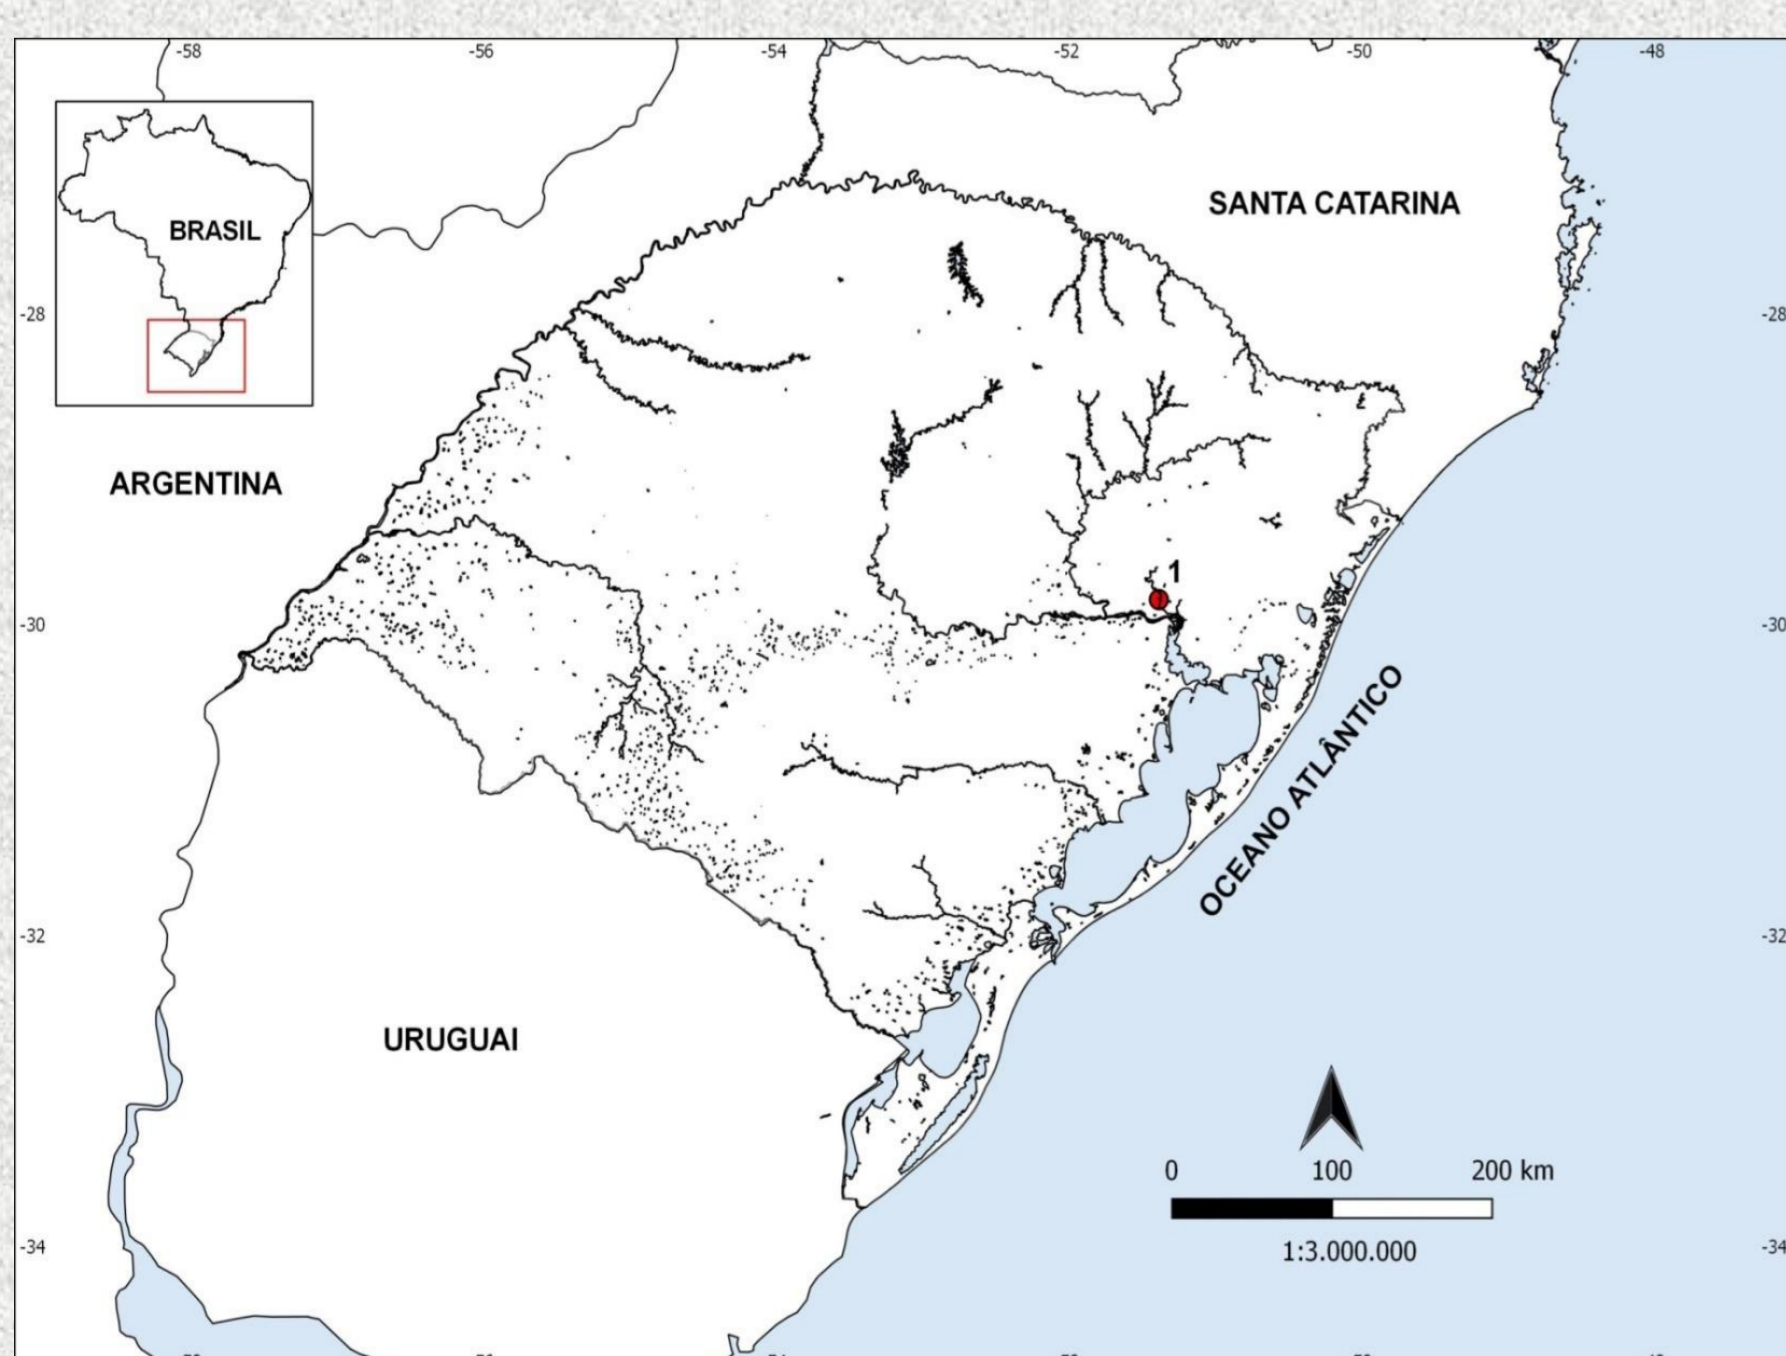 -58 -56 -54 -52 -50 -48
BRASIL
SANTA CATARINA
-28 -28
ARGENTINA
1
-30 -30
OCEANO ATLÂNTICO
-32 -32
URUGUAI
0 100 200 km
1:3.000.000
-34 -34